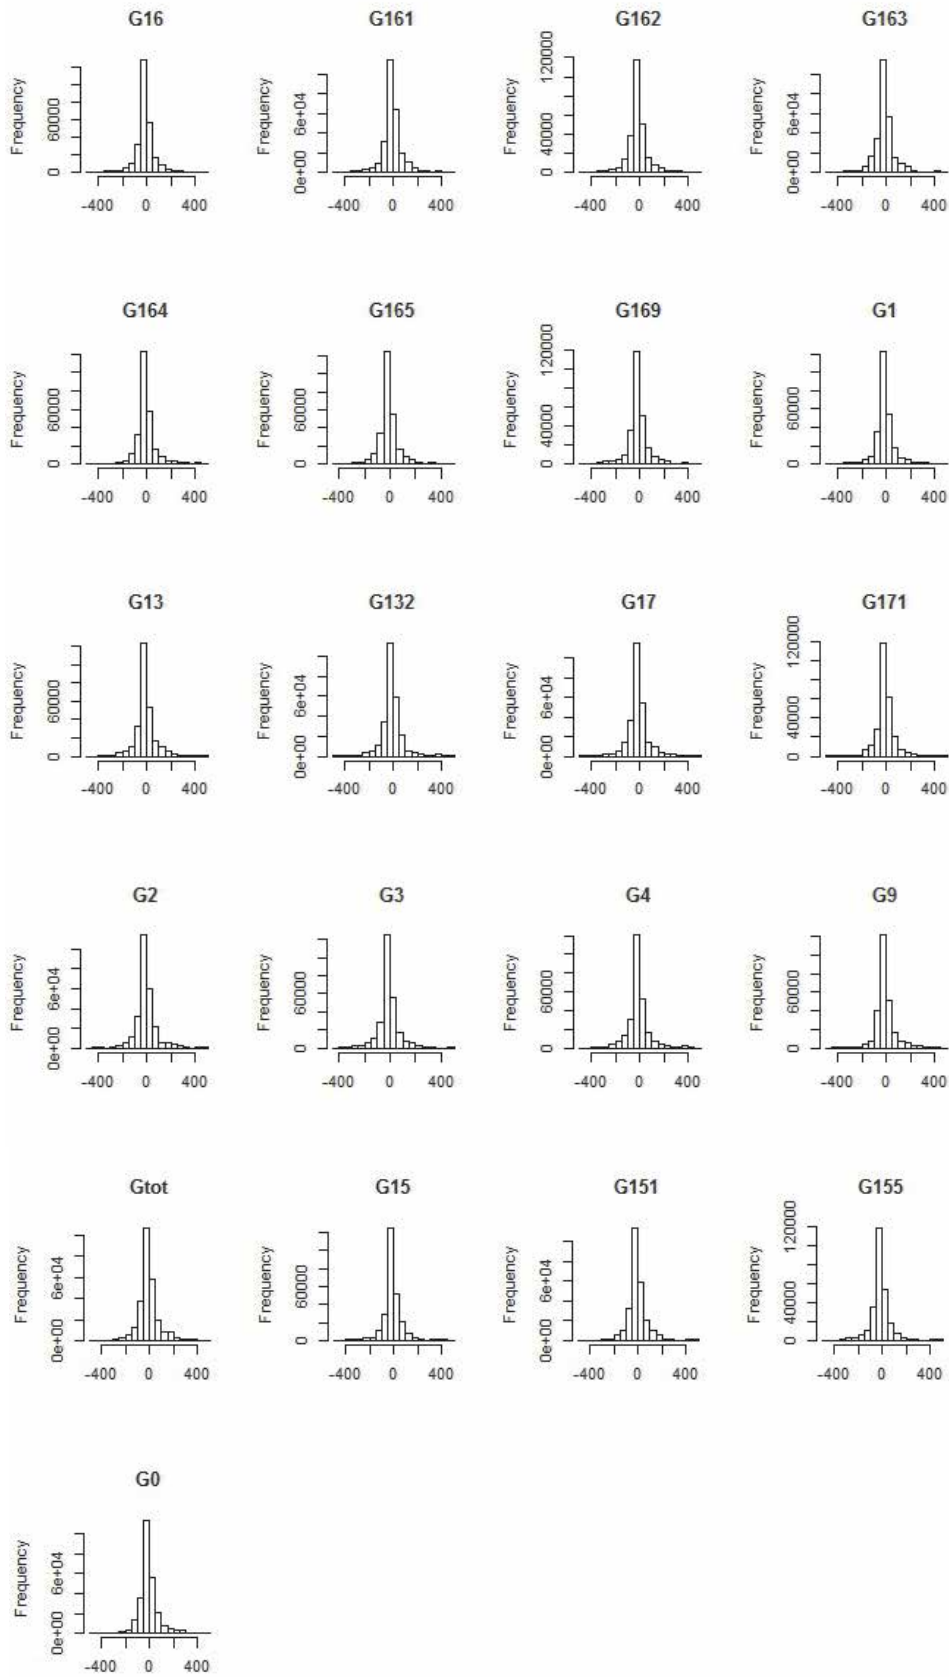 G16 G161 G162 G163
Frequency 0 60000 Frequency 0e+00 6e+04 Frequency 0 40000 120000 Frequency 0e+00 6e+04
-400 0 400 -400 0 400 -400 0 400 -400 0 400
G164 G165 G169 G1
Frequency 0 60000 Frequency 0 60000 Frequency 0 40000 120000 Frequency 0 60000
-400 0 400 -400 0 400 -400 0 400 -400 0 400
G13 G132 G17 G171
Frequency 0 60000 Frequency 0e+00 6e+04 Frequency 0e+00 6e+04 Frequency 0 40000 120000
-400 0 400 -400 0 400 -400 0 400 -400 0 400
G2 G3 G4 G9
Frequency 0e+00 6e+04 Frequency 0 60000 Frequency 0 60000 Frequency 0 60000
-400 0 400 -400 0 400 -400 0 400 -400 0 400
Gtot G15 G151 G155
Frequency 0e+00 6e+04 Frequency 0 60000 Frequency 0e+00 6e+04 Frequency 0 40000 120000
-400 0 400 -400 0 400 -400 0 400 -400 0 400
G0
Frequency 0e+00 6e+04
-400 0 400